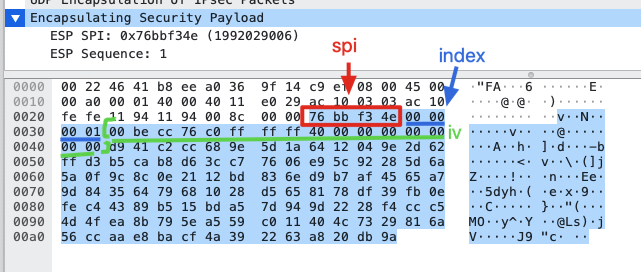 UDP Encapsulation of IPsec Packets
Encapsulating Security Payload
ESP SPI: 0x76bbf34e (1992029006)
ESP Sequence: 1
spi
index
0000 00 22 46 41 b8 ee a0 36 9f 14 c9 ef 08 00 45 00 ·"FA···6 ······E·
0010 00 a0 00 01 40 00 40 11 e0 29 ac 10 03 03 ac 10 ····@·@· ·)······
0020 fe fe 11 94 11 94 00 8c 00 00 76 bb f3 4e 00 00 ········ ··v··N··
0030 00 01 00 be cc 76 c0 ff ff ff 40 00 00 00 00 00 ·····v·· ··@·····
iv
0040 00 00 d9 41 c2 cc 68 9e 5d 1a 64 12 04 9e 2d 62 ···A··h· ]·d···-b
0050 ff d3 b5 ca b8 d6 3c c7 76 06 e9 5c 92 28 5d 6a ······<· v··\·(]j
0060 5a 0f 9c 8c 0e 21 12 bd 83 6e d9 b7 af 45 65 a7 Z····!·· ·n···Ee·
0070 9d 84 35 64 79 68 10 28 d5 65 81 78 df 39 fb 0e ··5dyh·( ·e·x·9··
0080 fe c4 43 89 b5 15 bd a5 7d 94 9d 22 28 f4 cc c5 ··C····· }··"(···
0090 4d 4f ea 8b 79 5e a5 59 c0 11 40 4c 73 29 81 6a MO··y^·Y ··@Ls)·j
00a0 56 cc aa e8 ba cf 4a 39 22 63 a8 20 db 9a V·····J9 "c· ··